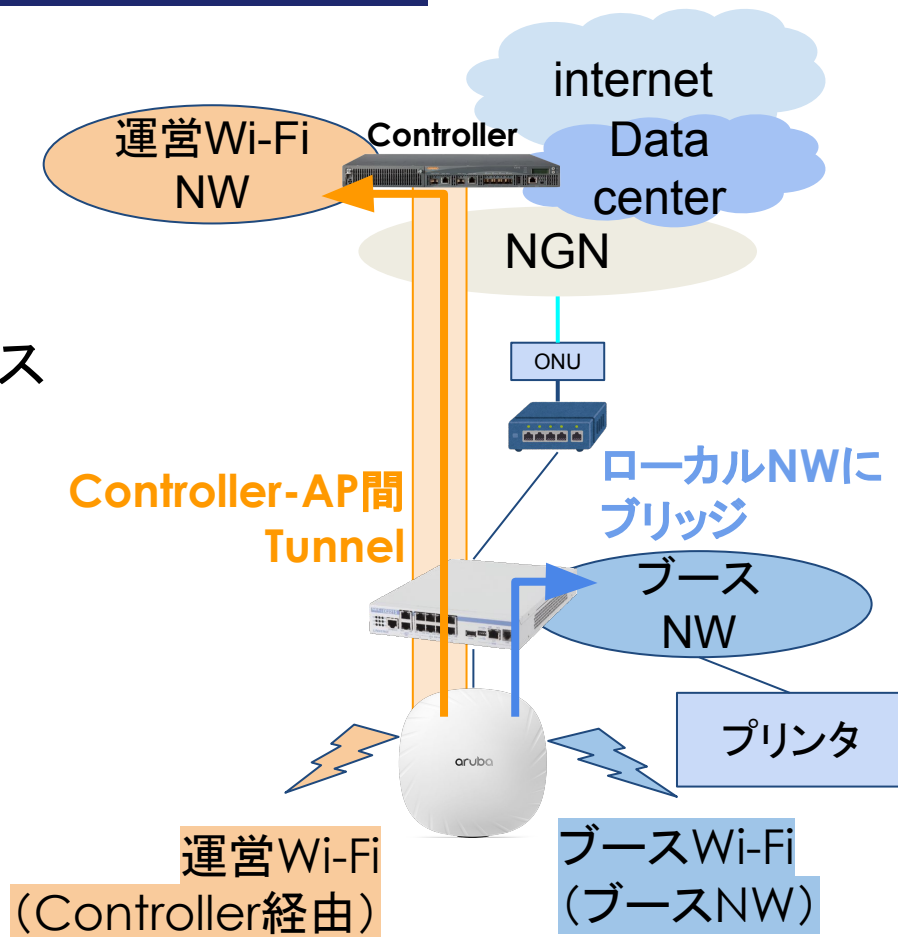 internet
運営Wi-Fi
NW
Controller
Data
center
NGN
ス
ONU
Controller-AP間
Tunnel
ローカルNWに
ブリッジ
ブース
NW
プリンタ
aruba
運営Wi-Fi
(Controller経由)
ブースWi-Fi
(ブースNW)